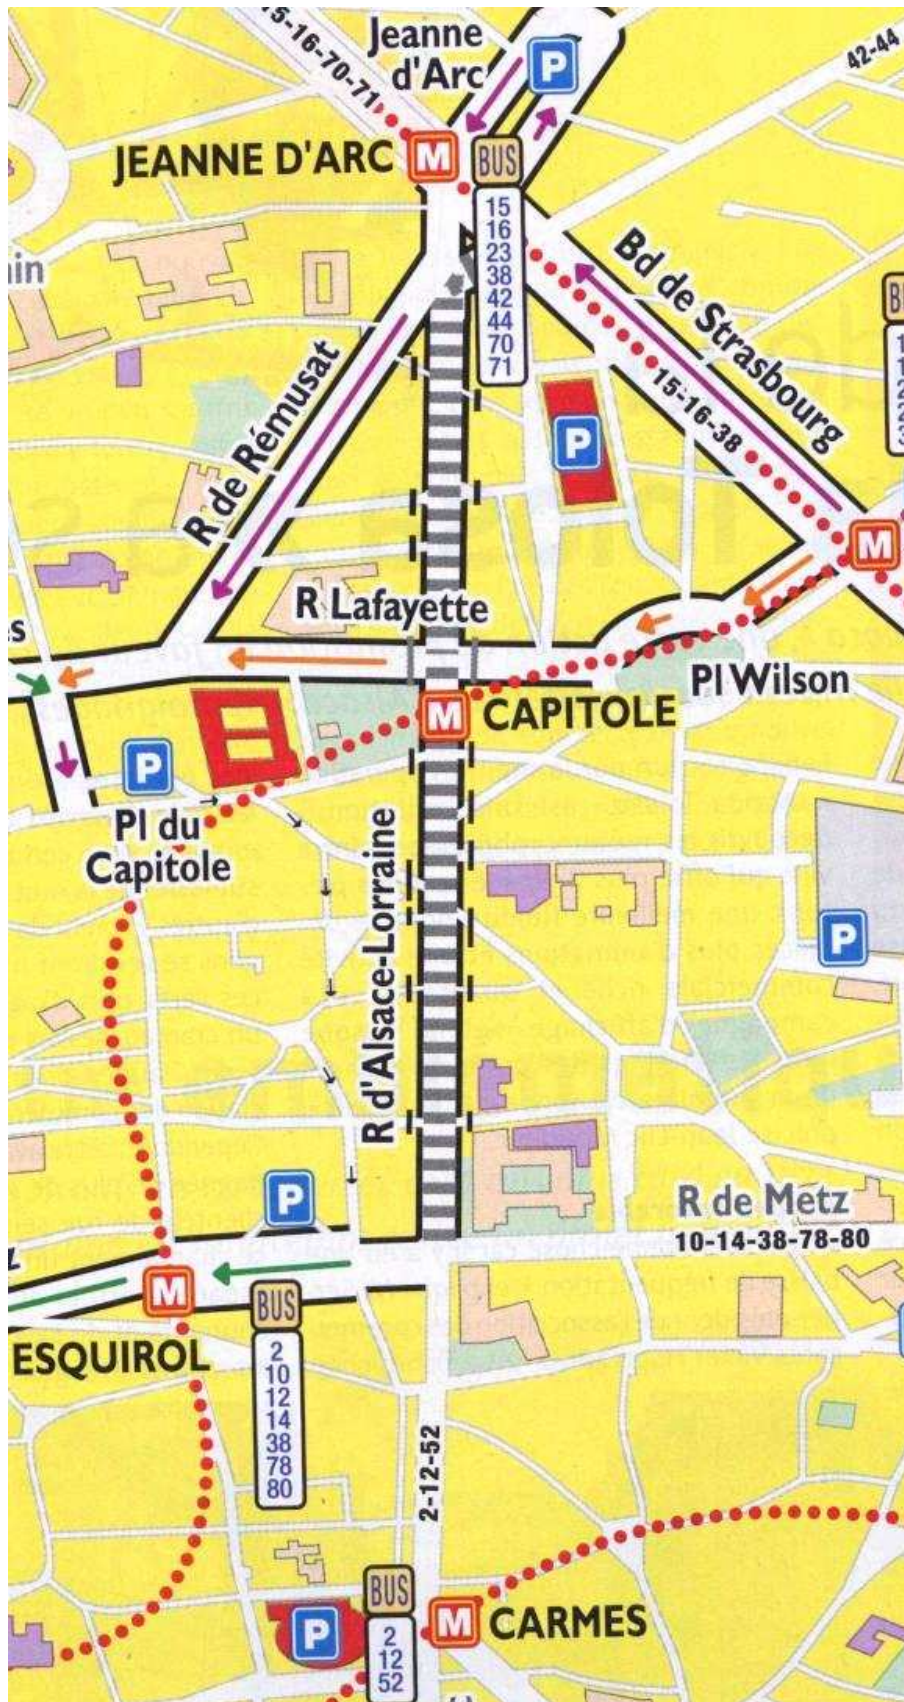 15-16-70-71
Jeanne
d'Arc
P
42-44
JEANNE D'ARC
M
BUS
15
16
23
38
42
44
70
71
Bd de Strasbourg
15-16-38
R de Rémusat
P
M
R Lafayette
Pl Wilson
M
CAPITOLE
P
Pl du
Capitole
R d'Alsace-Lorraine
P
P
R de Metz
10-14-38-78-80
M
ESQUIROL
BUS
2
10
12
14
38
78
80
2-12-52
BUS
2
12
52
P
M
CARMES